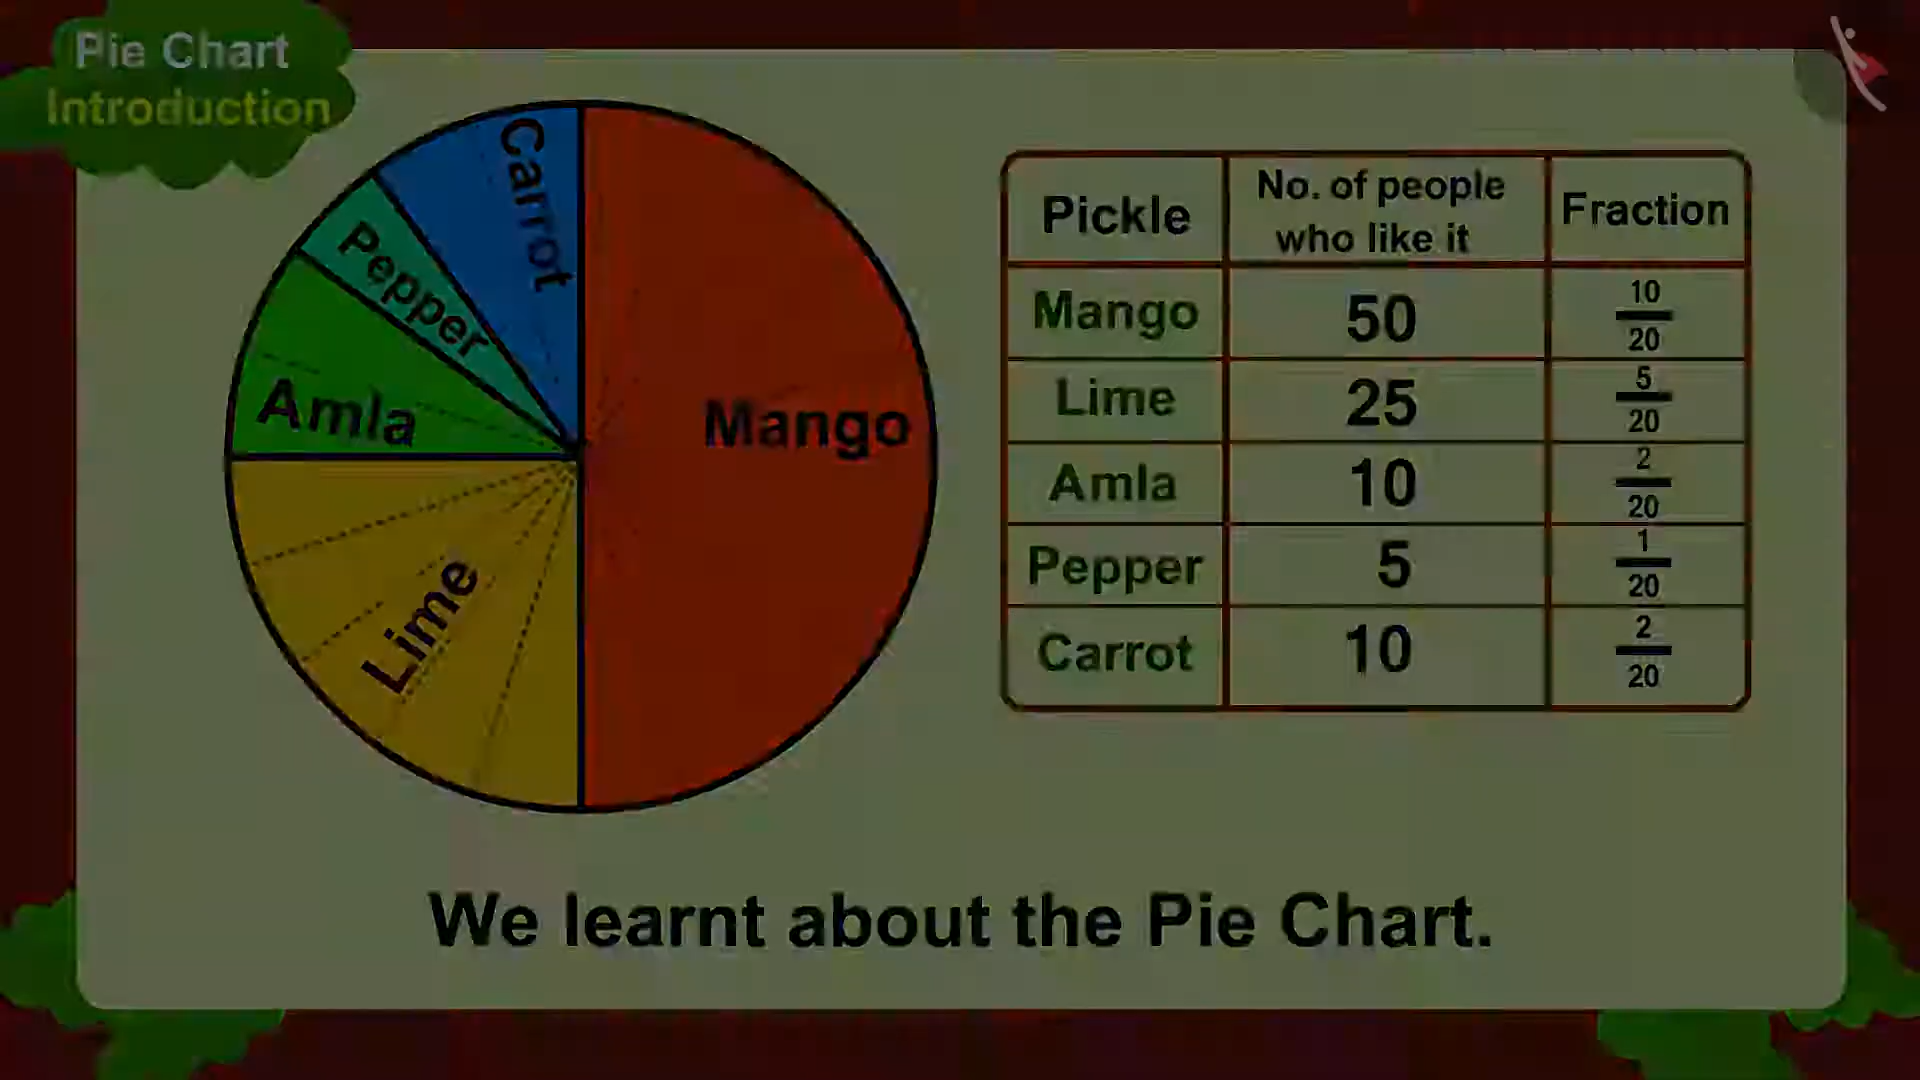 Pie Chart
Introduction
Carrot
Pepper
Amla
Mango
Lime
Pickle
No. of people
who like it
Fraction
Mango 50 10/20
Lime 25 5/20
Amla 10 2/20
Pepper 5 1/20
Carrot 10 2/20
We learnt about the Pie Chart.